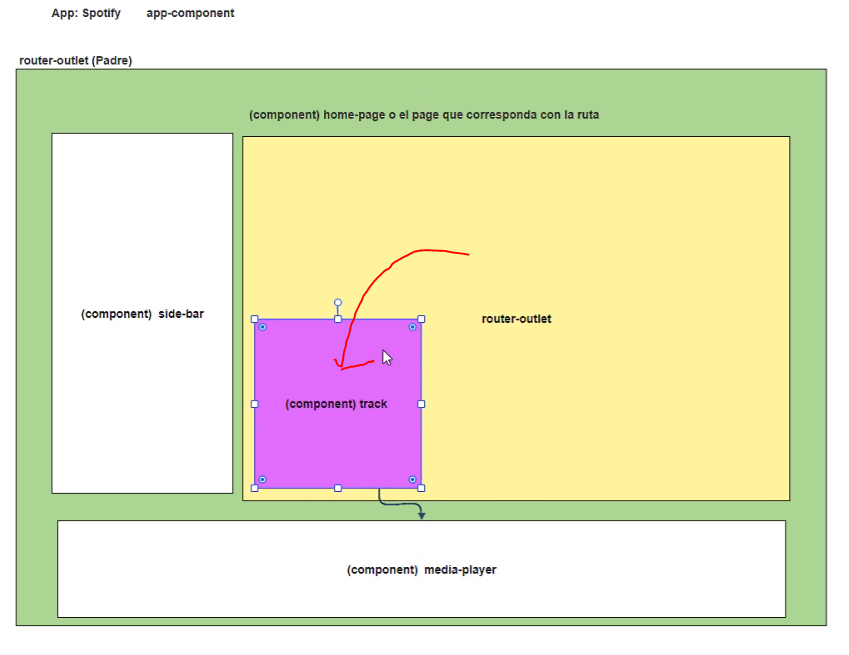 App: Spotify app-component
router-outlet (Padre)
(component) home-page o el page que corresponda con la ruta
(component) side-bar
router-outlet
(component) track
(component) media-player